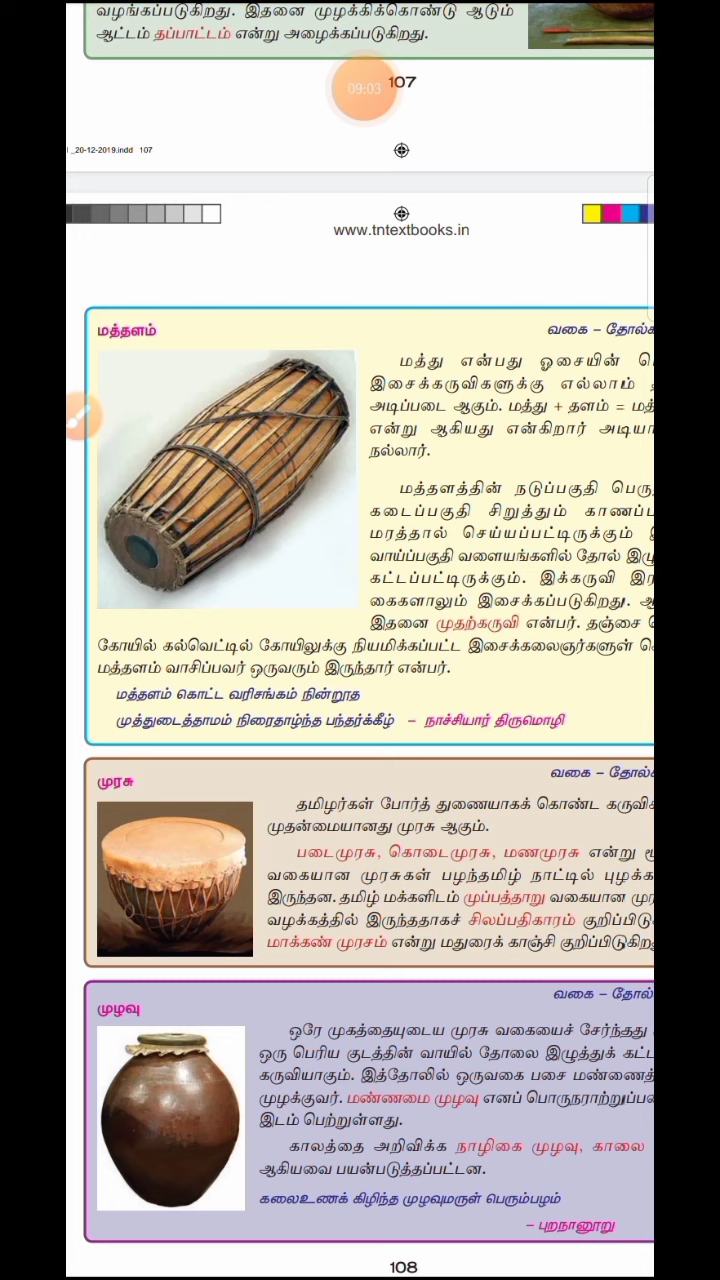 வழங்கப்படுகிறது. இதனை முழக்கிக்கொண்டு ஆடும்
ஆட்டம் தப்பாட்டம் என்று அழைக்கப்படுகிறது.
09:03
107
_20-12-2019.indd 107
www.tntextbooks.in
மத்தளம்
வகை –
மத்து என்பது ஓசையின்
இசைக்கருவிகளுக்கு எல்லாம்
அடிப்படை ஆகும். மத்து + தளம் =
என்று ஆகியது என்கிறார்
நல்லார்.
மத்தளத்தின் நடுப்பகுதி
கடைப்பகுதி சிறுத்தும்
மரத்தால் செய்யப்பட்டிருக்கும்
வாய்ப்பகுதி வளையங்களில் தோல்
கட்டப்பட்டிருக்கும். இக்கருவி
கைகளாலும் இசைக்கப்படுகிறது.
இதனை முதற்கருவி என்பர். தஞ்சை
கோயில் கல்வெட்டில் கோயிலுக்கு நியமிக்கப்பட்ட இசைக்கலைஞர்களுள்
மத்தளம் வாசிப்பவர் ஒருவரும் இருந்தார் என்பர்.
மத்தளம் கொட்ட வரிசங்கம் நின்றூத
முத்துடைத்தாமம் நிரைதாழ்ந்த பந்தர்க்கீழ் – நாச்சியார் திருமொழி
முரசு
வகை –
தமிழர்கள் போர்த் துணையாகக் கொண்ட
முதன்மையானது முரசு ஆகும்.
படைமுரசு, கொடைமுரசு, மணமுரசு என்று
வகையான முரசுகள் பழந்தமிழ் நாட்டில்
இருந்தன. தமிழ் மக்களிடம் முப்பத்தாறு வகையான
வழக்கத்தில் இருந்ததாகச் சிலப்பதிகாரம்
மாக்கண் முரசம் என்று மதுரைக் காஞ்சி
முழவு
வகை –
ஒரே முகத்தையுடைய முரசு வகையைச் சேர்ந்தது
ஒரு பெரிய குடத்தின் வாயில் தோலை இழுத்துக்
கருவியாகும். இத்தோலில் ஒருவகை பசை
முழக்குவர். மண்ணமை முழவு எனப்
இடம் பெற்றுள்ளது.
காலத்தை அறிவிக்க நாழிகை முழவு, காலை
ஆகியவை பயன்படுத்தப்பட்டன.
கலைஉணக் கிழிந்த முழவுமருள் பெரும்பழம்
– புறநானூறு
108